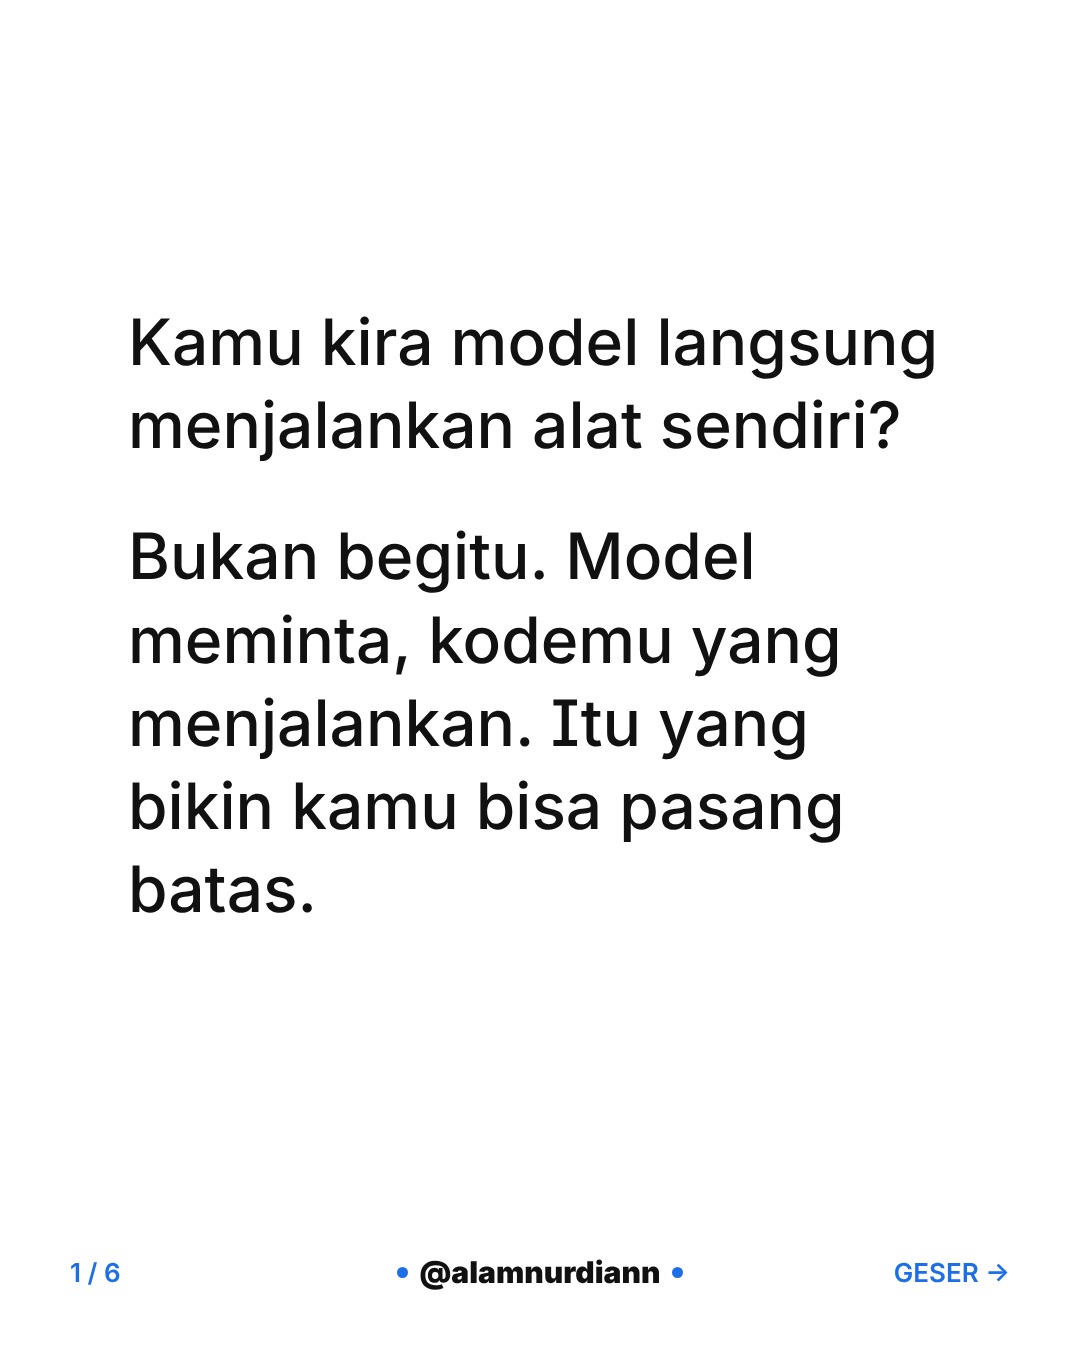 Kamu kira model langsung
menjalankan alat sendiri?
Bukan begitu. Model
meminta, kodemu yang
menjalankan. Itu yang
bikin kamu bisa pasang
batas.
1 / 6
• @alamnurdiann •
GESER →